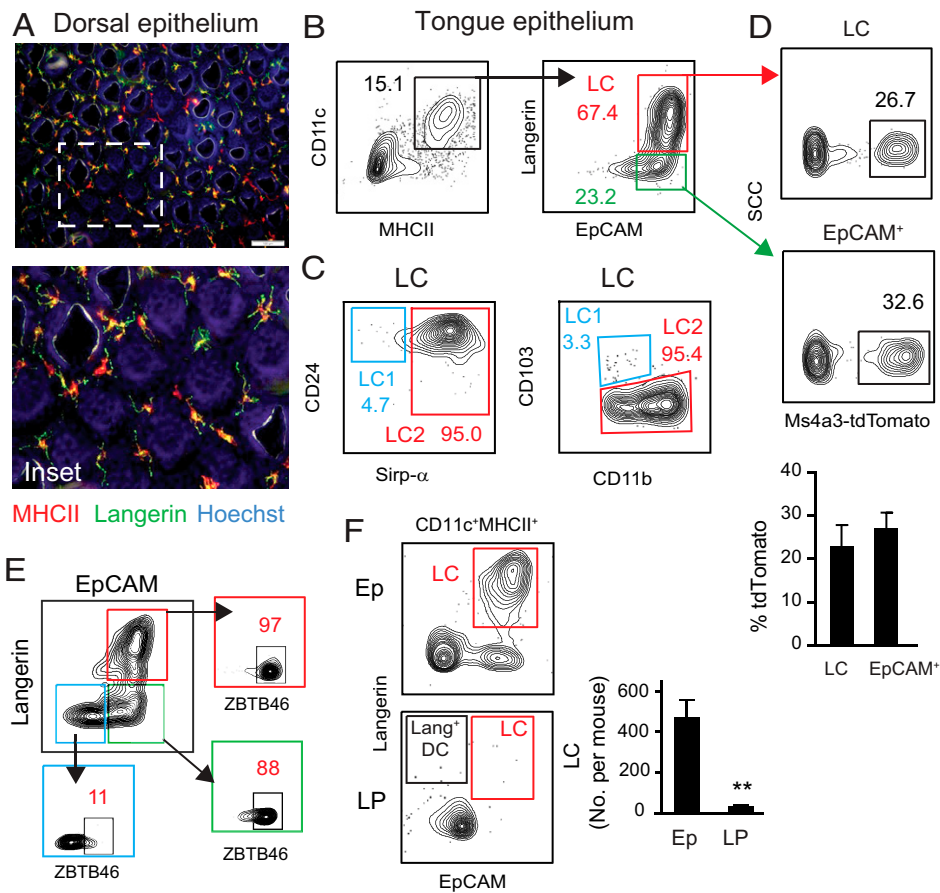 A Dorsal epithelium
Inset
MHCII Langerin Hoechst
B Tongue epithelium
15.1
CD11c
MHCII
LC
67.4
23.2
Langerin
EpCAM
C LC
CD24
LC1
4.7
LC2 95.0
Sirp-α
LC
CD103
LC1
3.3
LC2
95.4
CD11b
D LC
26.7
SCC
EpCAM+
32.6
Ms4a3-tdTomato
40
30
20
10
0
% tdTomato
LC EpCAM+
E EpCAM
Langerin
97
ZBTB46
88
ZBTB46
11
ZBTB46
F CD11c+MHCII+
Ep
LC
Langerin
LP
Lang+
DC
LC
EpCAM
LC
(No. per mouse)
600
400
200
0
**
Ep LP